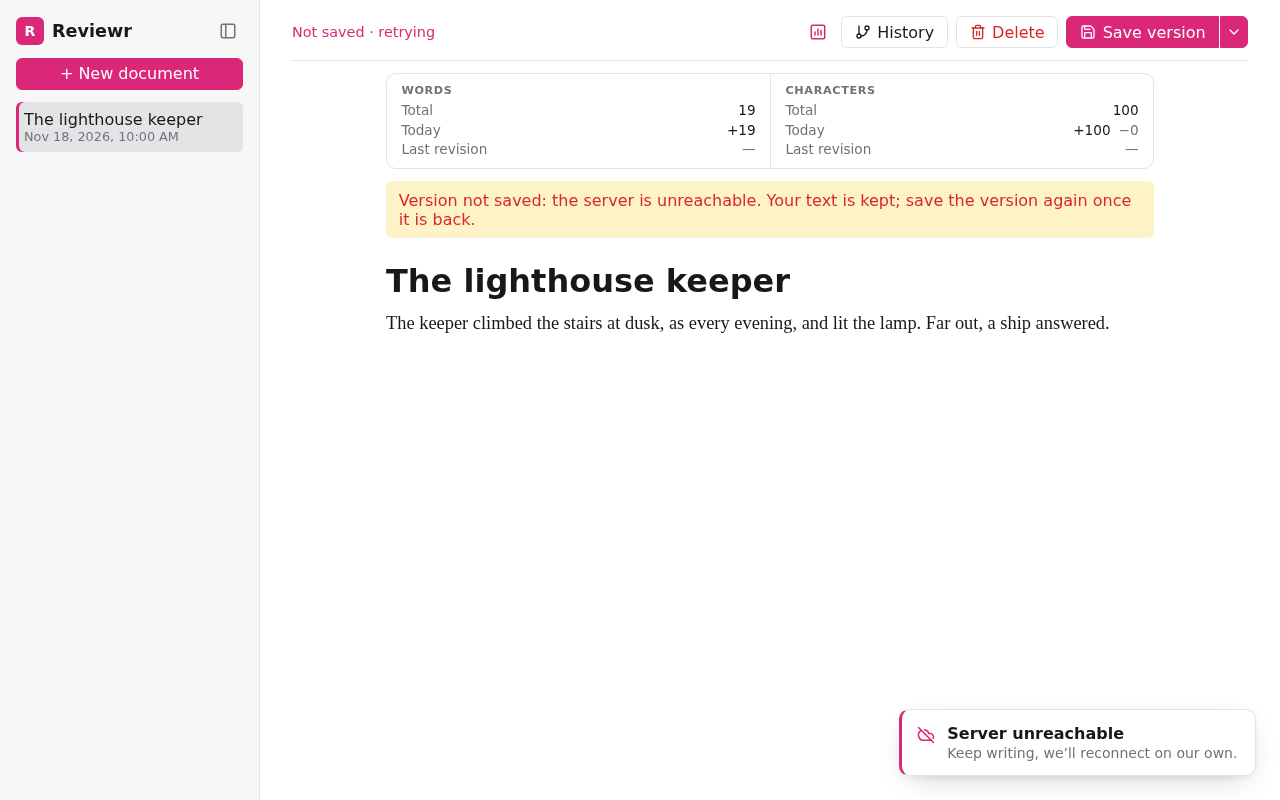 R Reviewr
+ New document
The lighthouse keeper
Nov 18, 2026, 10:00 AM
Not saved · retrying
History
Delete
Save version
WORDS
Total 19
Today +19
Last revision —
CHARACTERS
Total 100
Today +100 −0
Last revision —
Version not saved: the server is unreachable. Your text is kept; save the version again once
it is back.
The lighthouse keeper
The keeper climbed the stairs at dusk, as every evening, and lit the lamp. Far out, a ship answered.
Server unreachable
Keep writing, we’ll reconnect on our own.